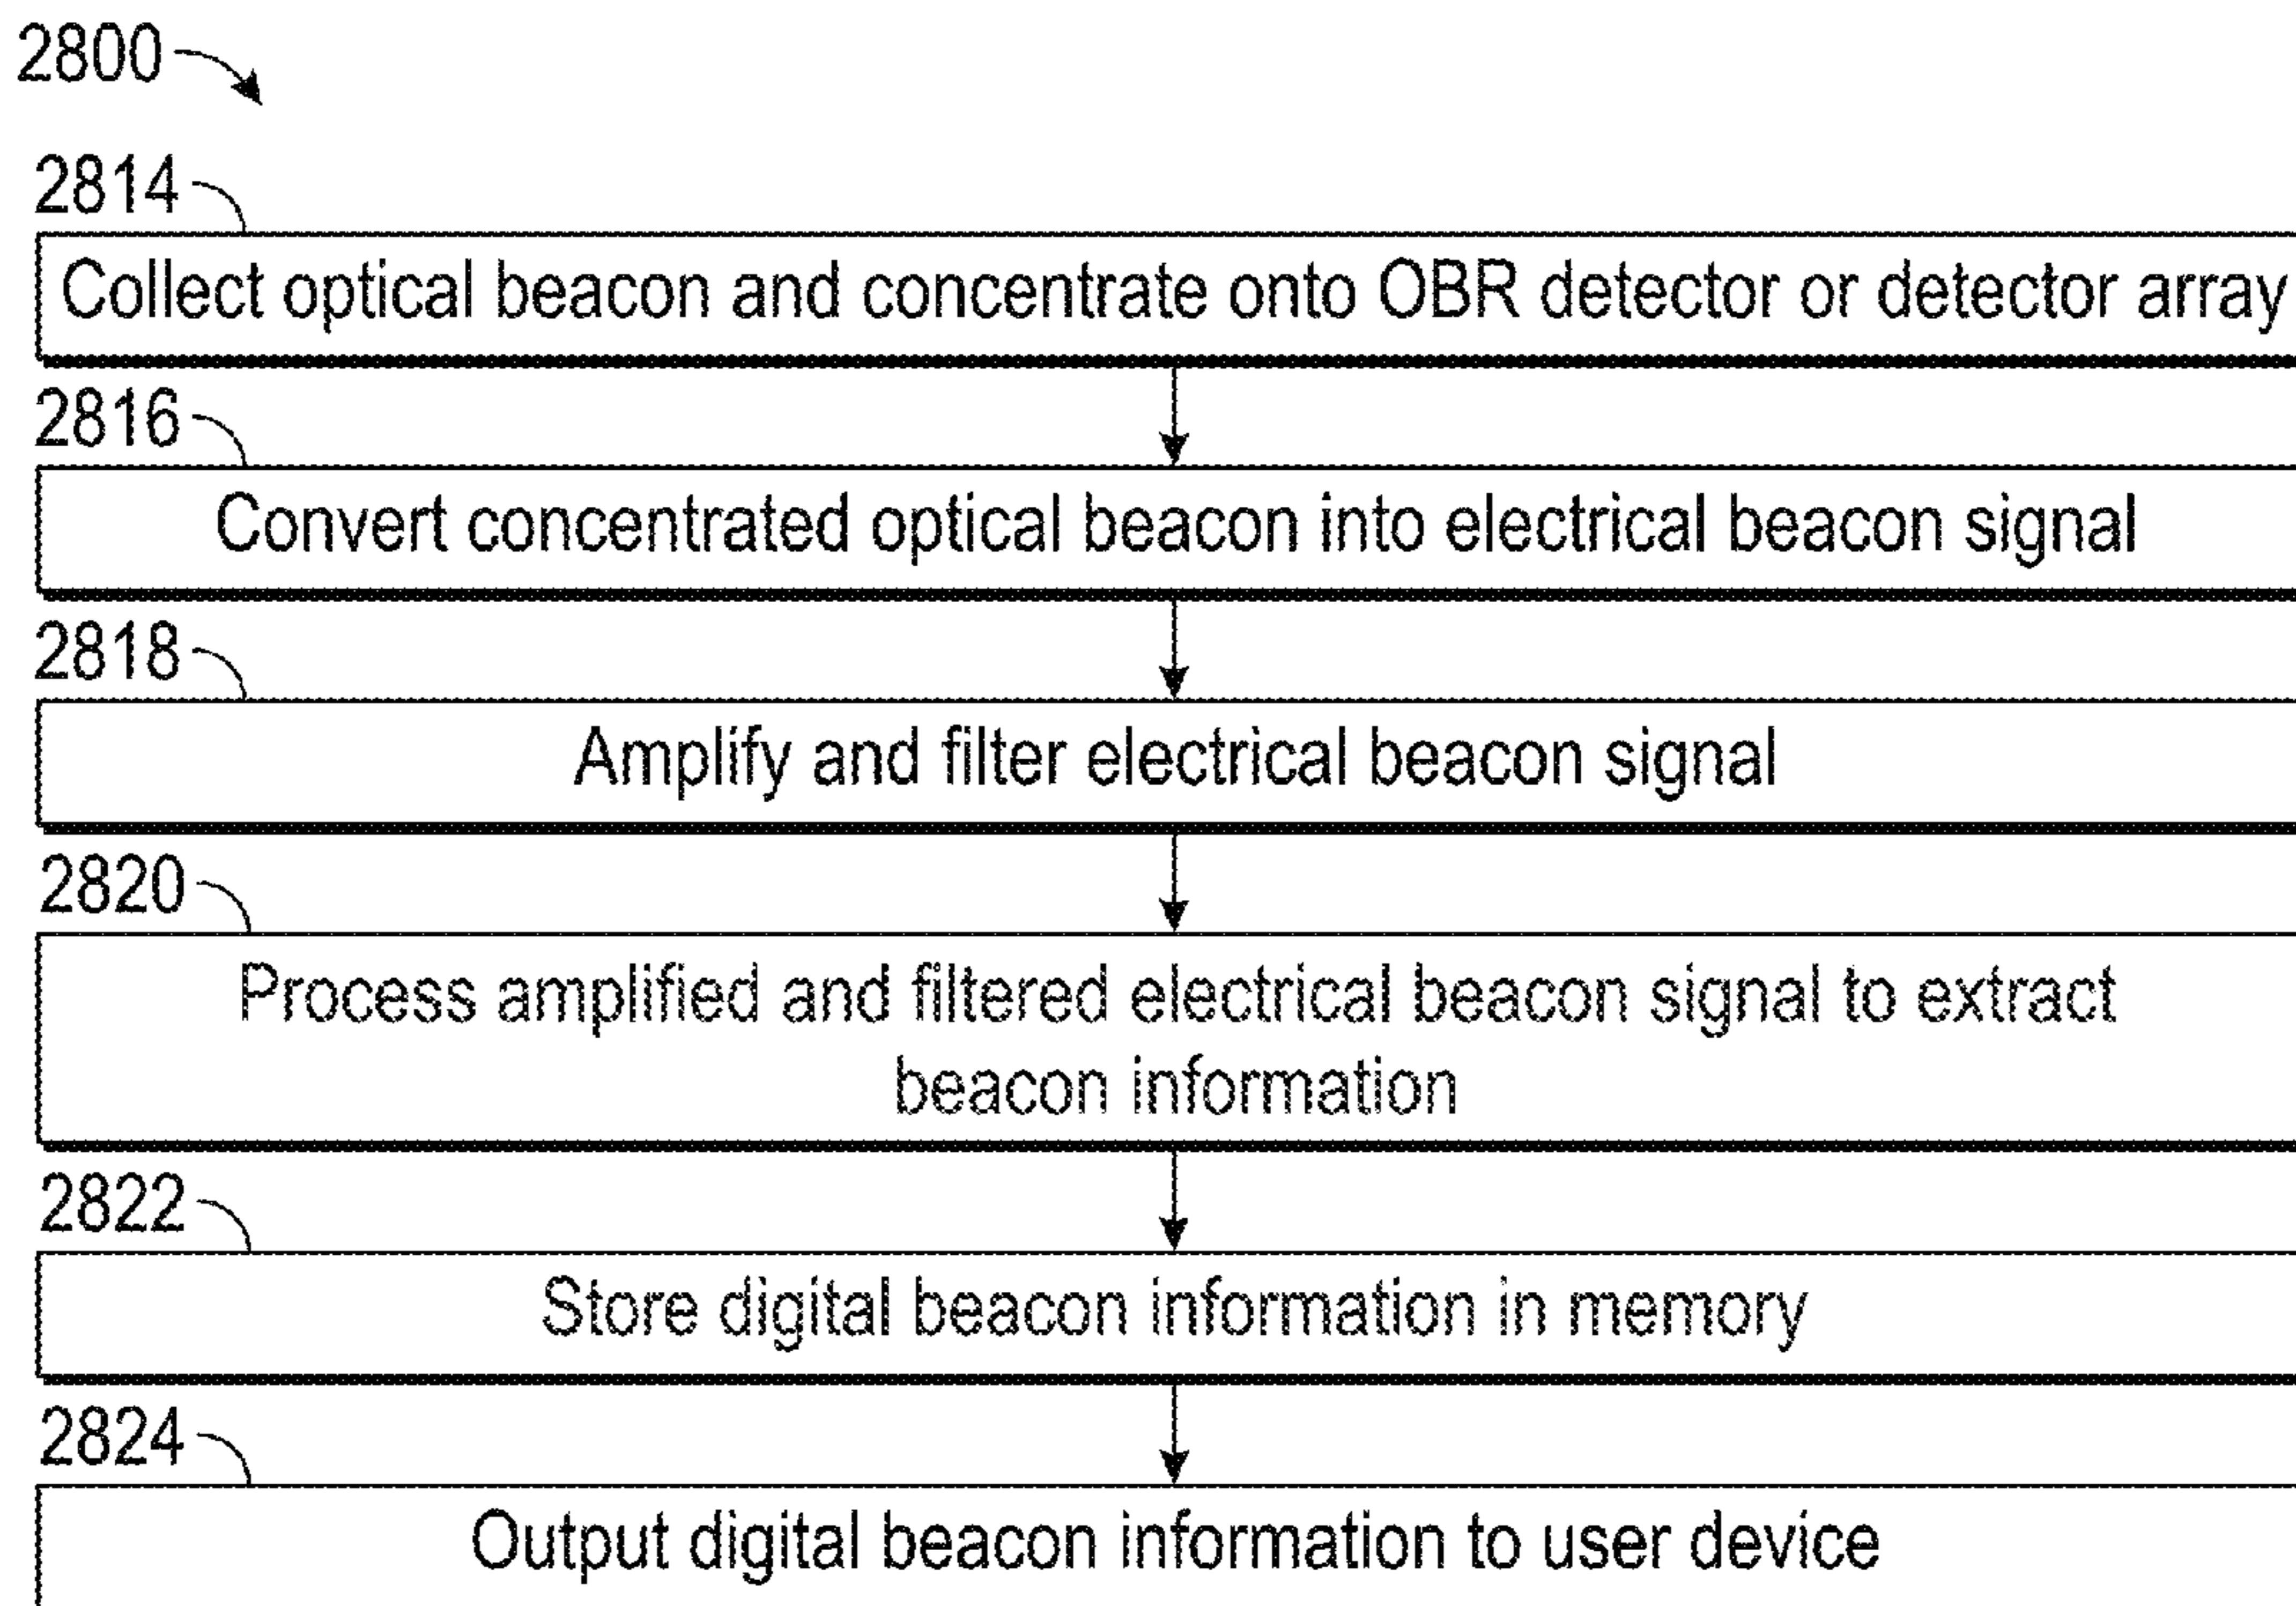 2800
2814
Collect optical beacon and concentrate onto OBR detector or detector array
2816
Convert concentrated optical beacon into electrical beacon signal
2818
Amplify and filter electrical beacon signal
2820
Process amplified and filtered electrical beacon signal to extract
beacon information
2822
Store digital beacon information in memory
2824
Output digital beacon information to user device